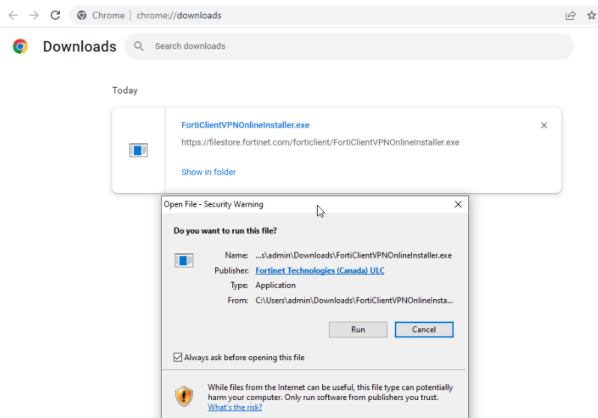 Chrome | chrome://downloads
Downloads
Search downloads
Today
FortiClientVPNOnlineInstaller.exe
https://filestore.fortinet.com/forticlient/FortiClientVPNOnlineInstaller.exe
Show in folder
Open File - Security Warning
Do you want to run this file?
Name: ...s\admin\Downloads\FortiClientVPNOnlineInstaller.exe
Publisher: Fortinet Technologies (Canada) ULC
Type: Application
From: C:\Users\admin\Downloads\FortiClientVPNOnlineInsta...
Run Cancel
Always ask before opening this file
While files from the Internet can be useful, this file type can potentially
harm your computer. Only run software from publishers you trust.
What's the risk?